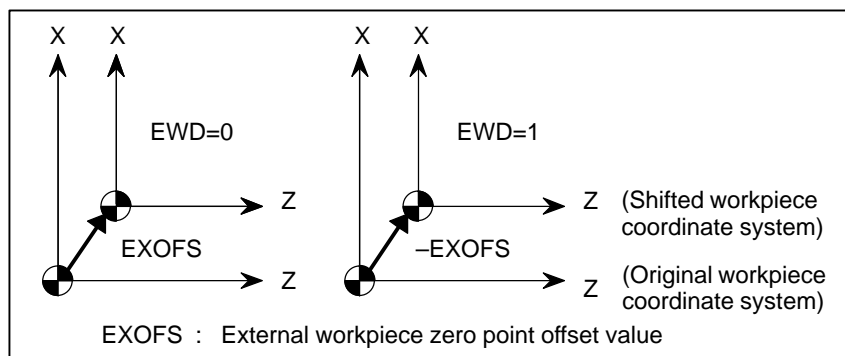 X X X X
EWD=0 EWD=1
Z Z (Shifted workpiece
coordinate system)
EXOFS –EXOFS
Z Z (Original workpiece
coordinate system)
EXOFS : External workpiece zero point offset value